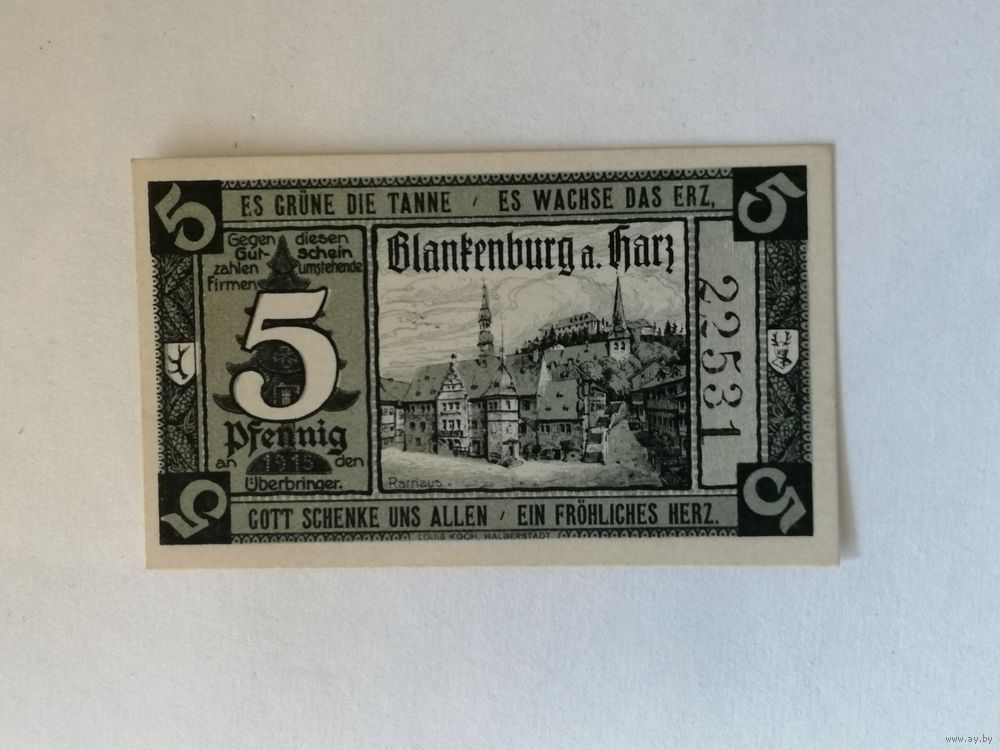 5 5
ES GRÜNE DIE TANNE / ES WACHSE DAS ERZ,
Gegen diesen
Gut- schein
zahlen umstehende
Firmen
5
Pfennig
an den
Überbringer.
Blankenburg a. Harz
Rathaus
22531
5 5
GOTT SCHENKE UNS ALLEN / EIN FRÖHLICHES HERZ.
LOUIS KOCH, HALBERSTADT
www.ay.by